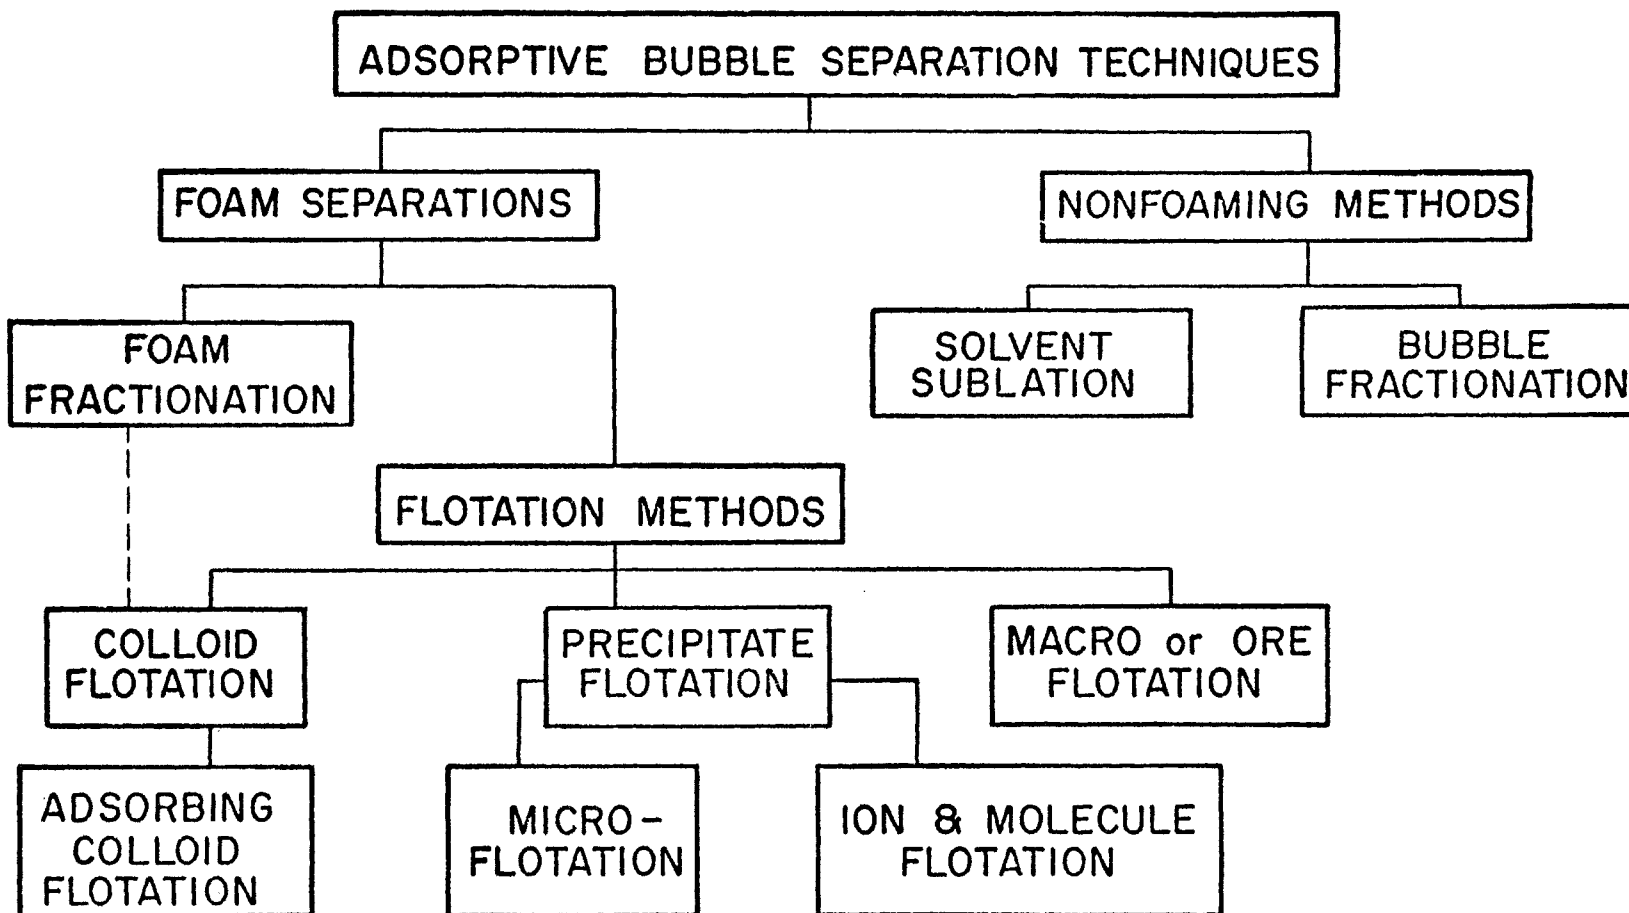 ADSORPTIVE BUBBLE SEPARATION TECHNIQUES
FOAM SEPARATIONS
NONFOAMING METHODS
FOAM
FRACTIONATION
SOLVENT
SUBLATION
BUBBLE
FRACTIONATION
FLOTATION METHODS
COLLOID
FLOTATION
PRECIPITATE
FLOTATION
MACRO or ORE
FLOTATION
ADSORBING
COLLOID
FLOTATION
MICRO-
FLOTATION
ION & MOLECULE
FLOTATION